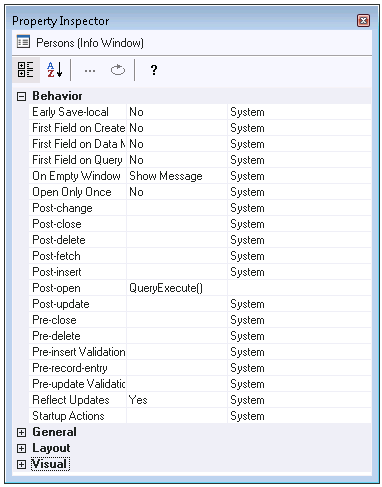 Property Inspector
Persons (Info Window)
A Z ... ?
Behavior
Early Save-local No System
First Field on Create No System
First Field on Data M No System
First Field on Query No System
On Empty Window Show Message System
Open Only Once No System
Post-change System
Post-close System
Post-delete System
Post-fetch System
Post-insert System
Post-open QueryExecute()
Post-update System
Pre-close System
Pre-delete System
Pre-insert Validation System
Pre-record-entry System
Pre-update Validatic System
Reflect Updates Yes System
Startup Actions System
General
Layout
Visual